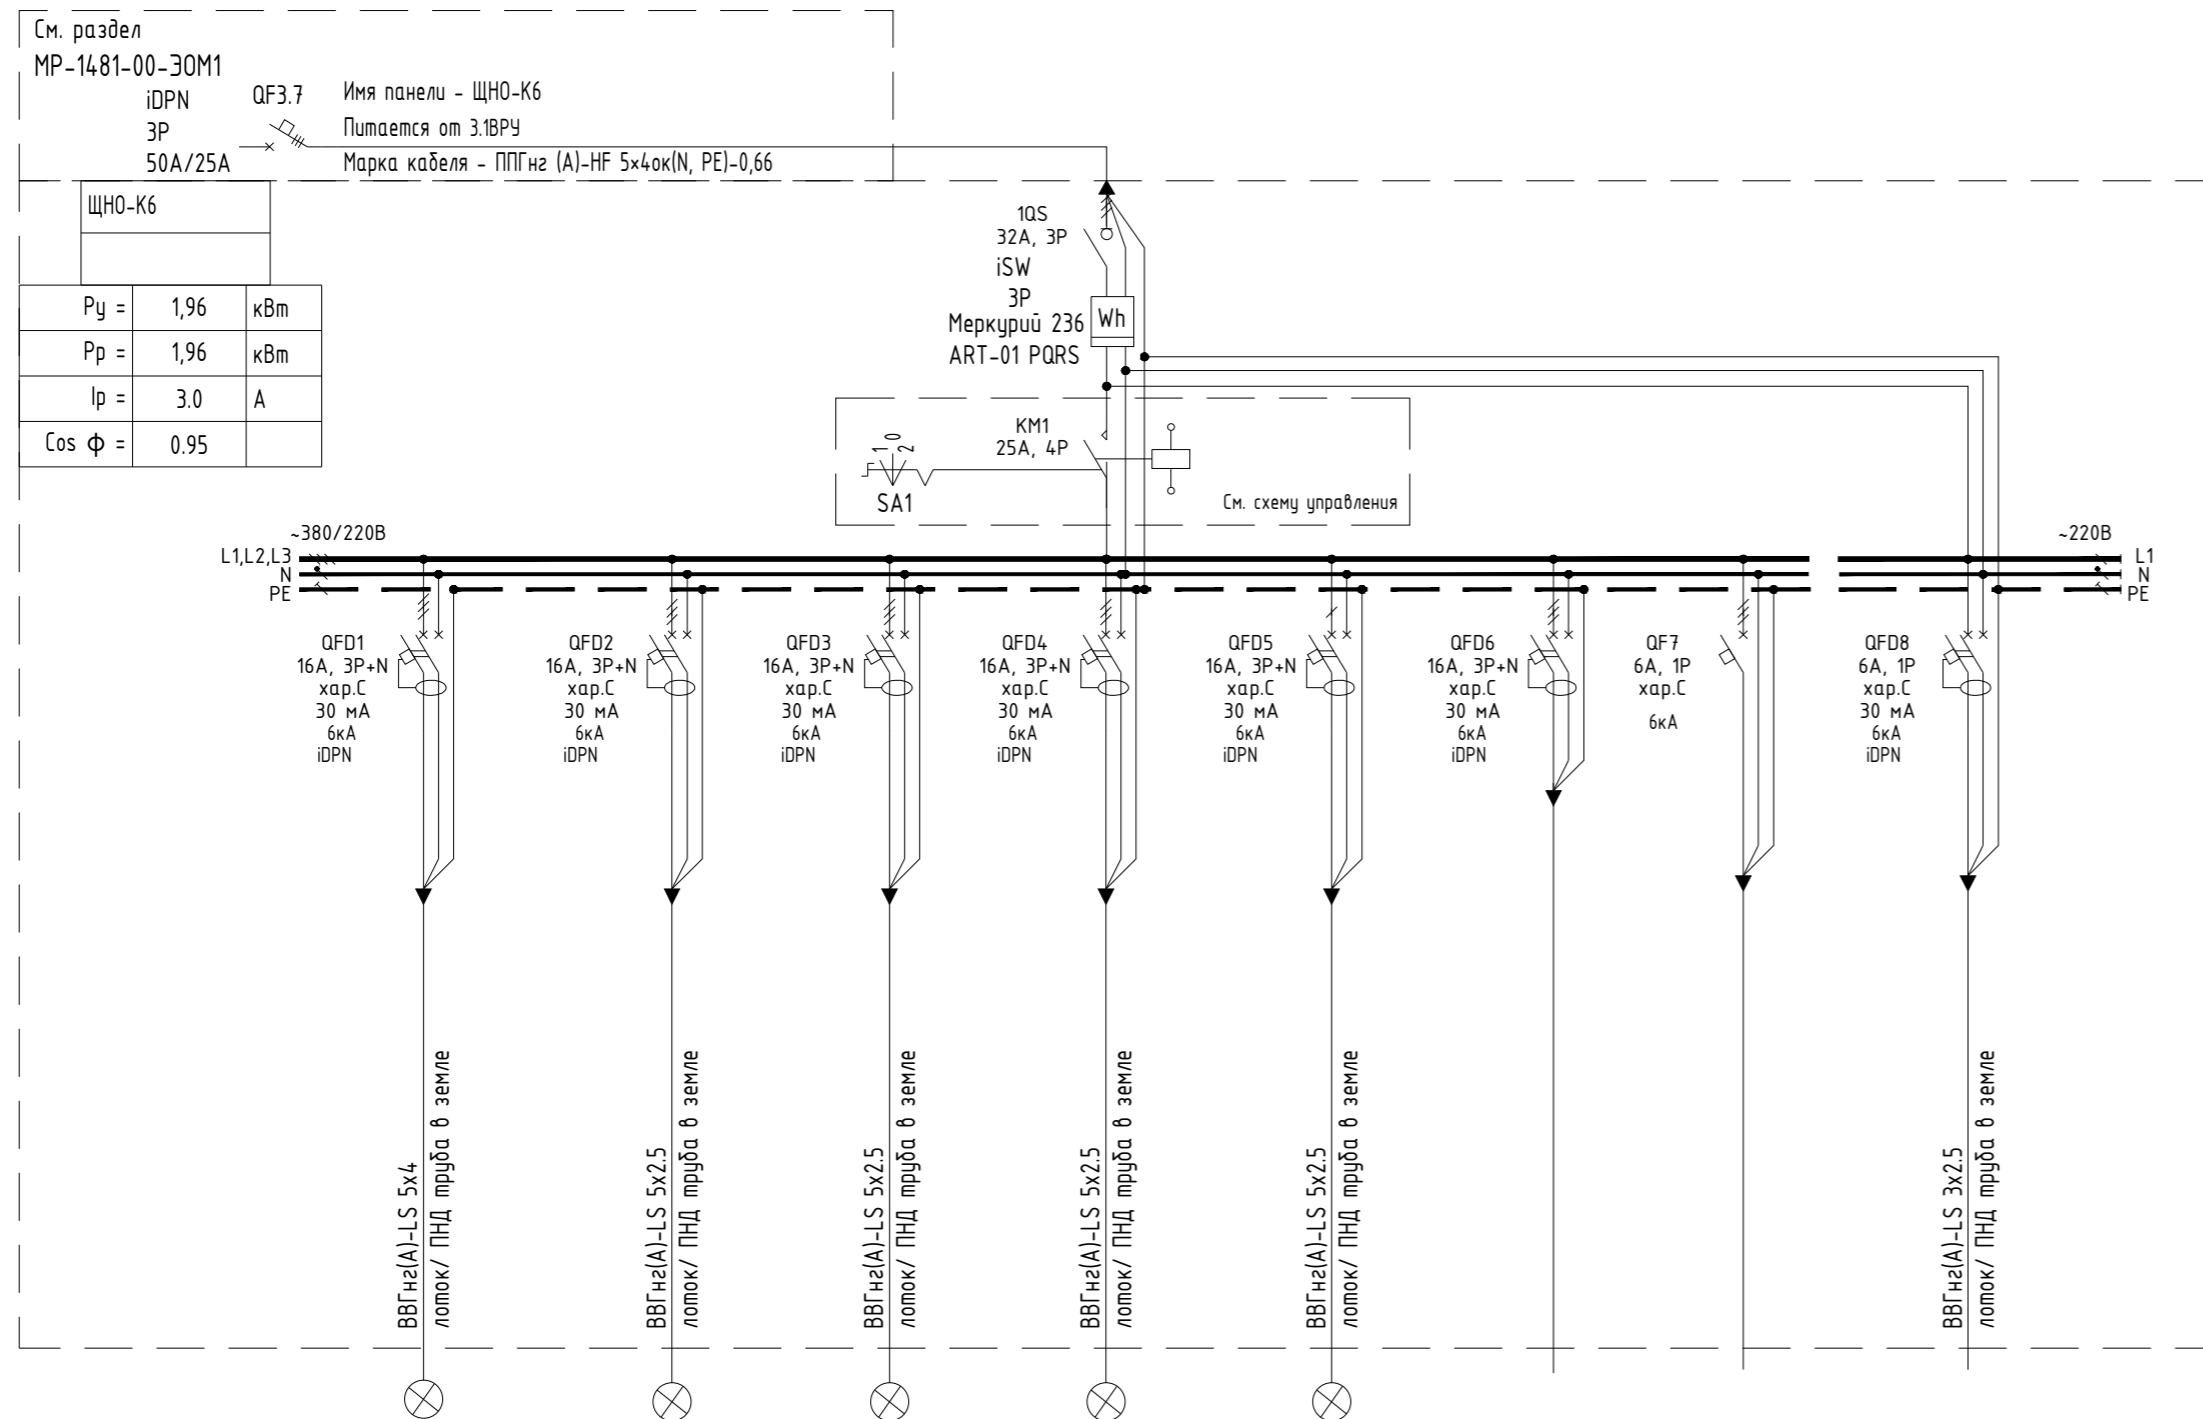 См. раздел
МР-1481-00-ЭОМ1
iDPN
3P
50А/25А
QF3.7
Имя панели - ЩНО-К6
Питается от 3.1ВРУ
Марка кабеля - ППГнг (А)-HF 5х4ок(N, PE)-0,66
ЩНО-К6
Ру = 1,96 кВт
Рр = 1,96 кВт
Iр = 3.0 А
Cos ф = 0.95
1QS
32А, 3Р
iSW
3P
Меркурий 236
ART-01 PQRS
Wh
KM1
25А, 4Р
1 0 2
SA1
См. схему управления
~380/220В
L1,L2,L3
N
PE
~220В
L1
N
PE
QFD1
16А, 3Р+N
хар.С
30 мА
6кА
iDPN
QFD2
16А, 3Р+N
хар.С
30 мА
6кА
iDPN
QFD3
16А, 3Р+N
хар.С
30 мА
6кА
iDPN
QFD4
16А, 3Р+N
хар.С
30 мА
6кА
iDPN
QFD5
16А, 3Р+N
хар.С
30 мА
6кА
iDPN
QFD6
16А, 3Р+N
хар.С
30 мА
6кА
iDPN
QF7
6А, 1Р
хар.С
6кА
QFD8
6А, 1Р
хар.С
30 мА
6кА
iDPN
ВВГнг(А)-LS 5х4
лоток/ ПНД труба в земле
ВВГнг(А)-LS 5х2.5
лоток/ ПНД труба в земле
ВВГнг(А)-LS 5х2.5
лоток/ ПНД труба в земле
ВВГнг(А)-LS 5х2.5
лоток/ ПНД труба в земле
ВВГнг(А)-LS 5х2.5
лоток/ ПНД труба в земле
ВВГнг(А)-LS 3х2.5
лоток/ ПНД труба в земле